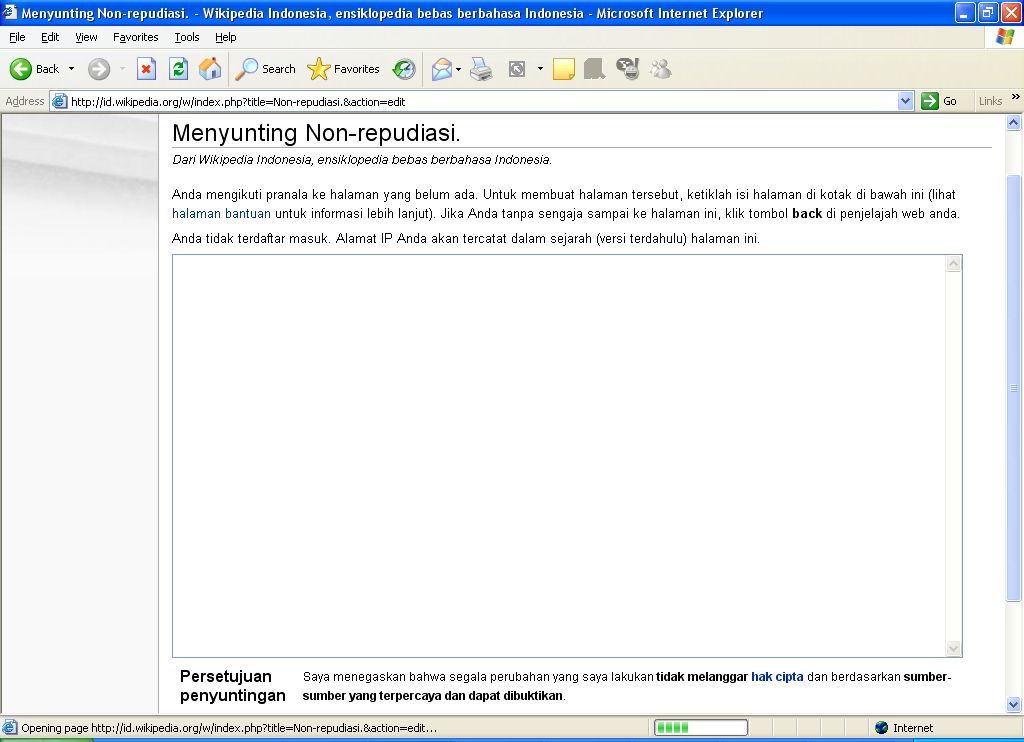 Menyunting Non-repudiasi. - Wikipedia Indonesia, ensiklopedia bebas berbahasa Indonesia - Microsoft Internet Explorer
File Edit View Favorites Tools Help
Back Search Favorites
Address http://id.wikipedia.org/w/index.php?title=Non-repudiasi.&action=edit Go Links »
Menyunting Non-repudiasi.
Dari Wikipedia Indonesia, ensiklopedia bebas berbahasa Indonesia.
Anda mengikuti pranala ke halaman yang belum ada. Untuk membuat halaman tersebut, ketiklah isi halaman di kotak di bawah ini (lihat
halaman bantuan untuk informasi lebih lanjut). Jika Anda tanpa sengaja sampai ke halaman ini, klik tombol back di penjelajah web anda.
Anda tidak terdaftar masuk. Alamat IP Anda akan tercatat dalam sejarah (versi terdahulu) halaman ini.
Persetujuan
penyuntingan
Saya menegaskan bahwa segala perubahan yang saya lakukan tidak melanggar hak cipta dan berdasarkan sumber-
sumber yang terpercaya dan dapat dibuktikan.
Opening page http://id.wikipedia.org/w/index.php?title=Non-repudiasi.&action=edit... Internet